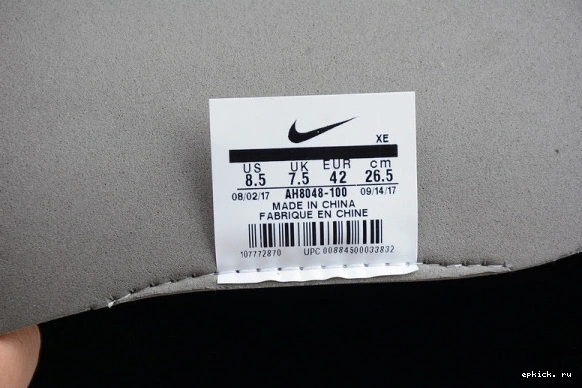 XE
US UK EUR cm
8.5 7.5 42 26.5
08/02/17 AH8048-100 09/14/17
MADE IN CHINA
FABRIQUE EN CHINE
107772870 UPC 00884500033832
epkick. ru